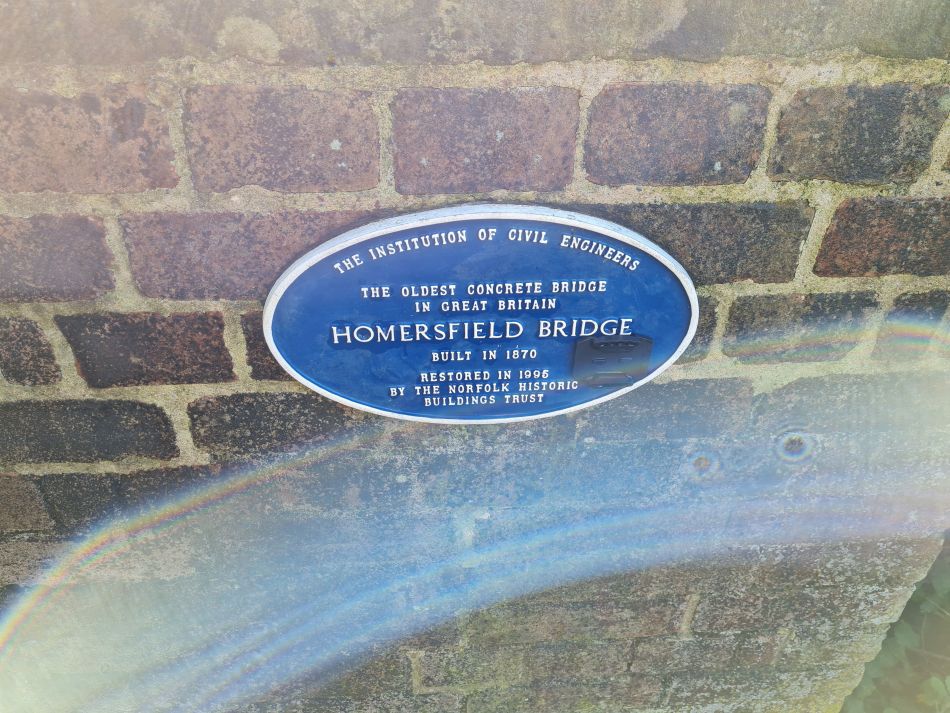 THE INSTITUTION OF CIVIL ENGINEERS
THE OLDEST CONCRETE BRIDGE
IN GREAT BRITAIN
HOMERSFIELD BRIDGE
BUILT IN 1870
RESTORED IN 1995
BY THE NORFOLK HISTORIC
BUILDINGS TRUST